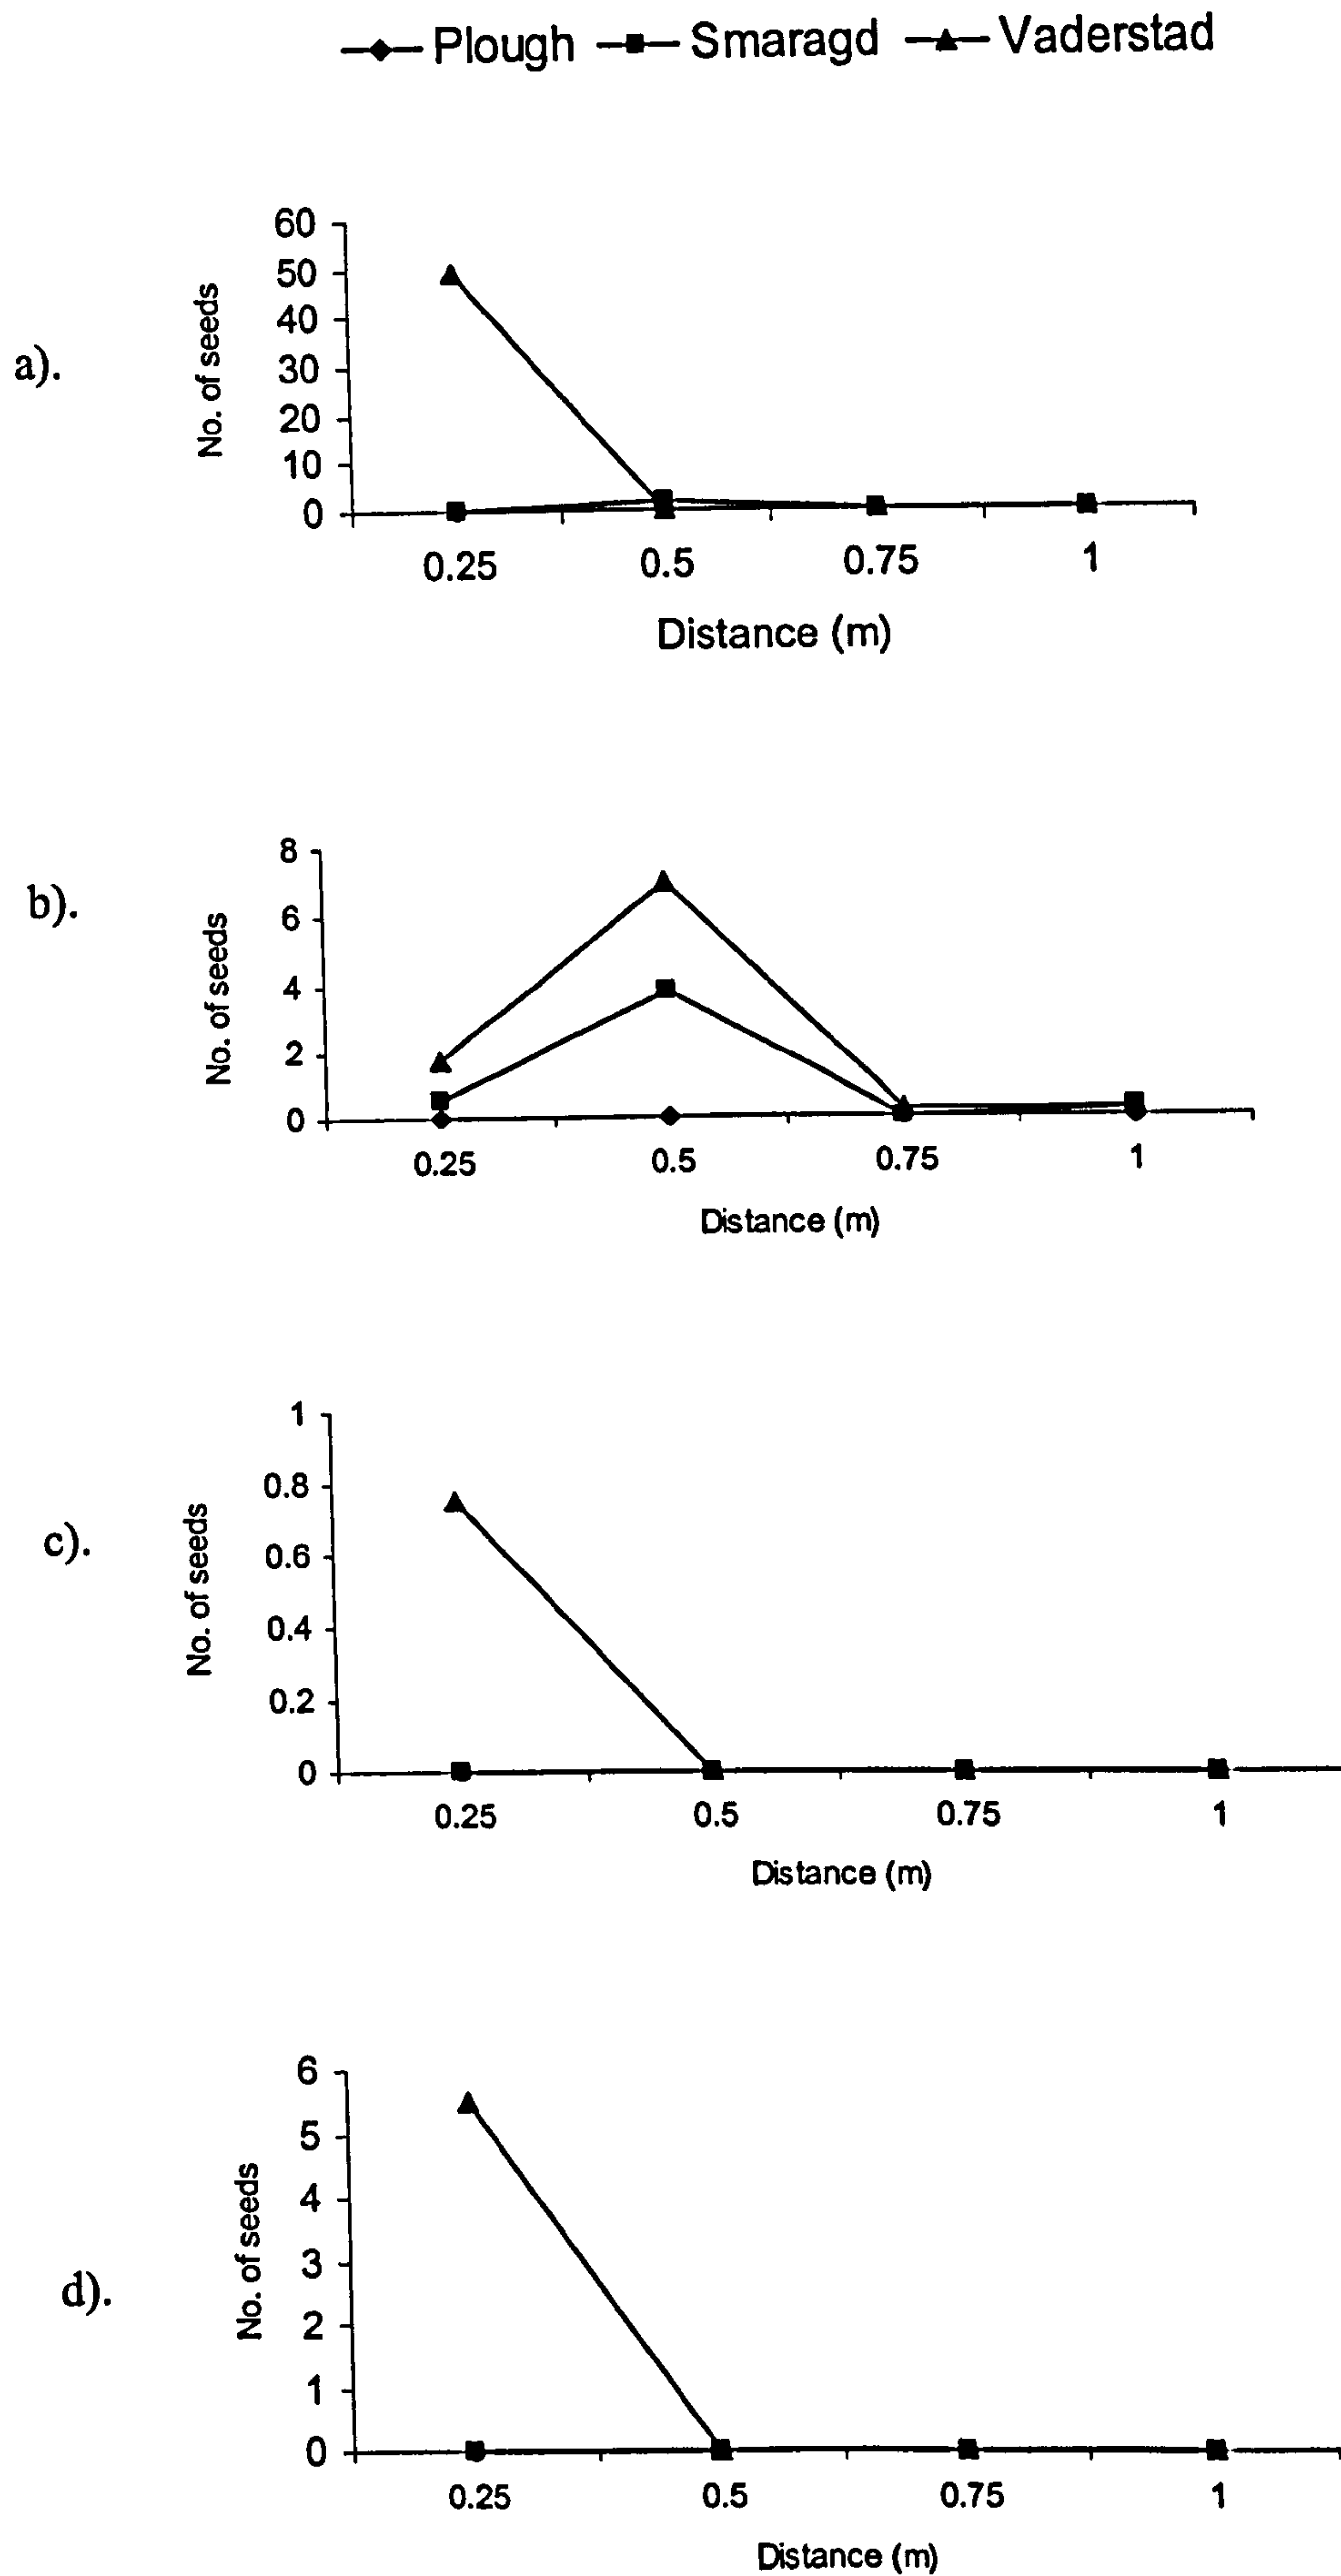 Plough Smaragd Vaderstad
a).
No. of seeds
60
50
40
30
20
10
0
0.25 0.5 0.75 1
Distance (m)
b).
No. of seeds
8
6
4
2
0
0.25 0.5 0.75 1
Distance (m)
c).
No. of seeds
1
0.8
0.6
0.4
0.2
0
0.25 0.5 0.75 1
Distance (m)
d).
No. of seeds
6
5
4
3
2
1
0
0.25 0.5 0.75 1
Distance (m)